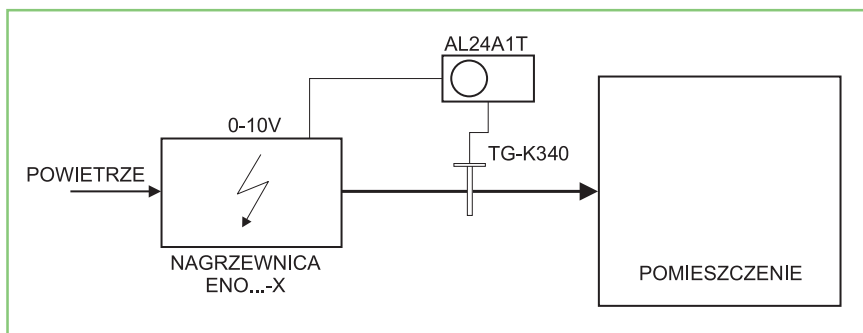 AL24A1T
0-10V
TG-K340
POWIETRZE
NAGRZEWNICA
ENO...-X
POMIESZCZENIE